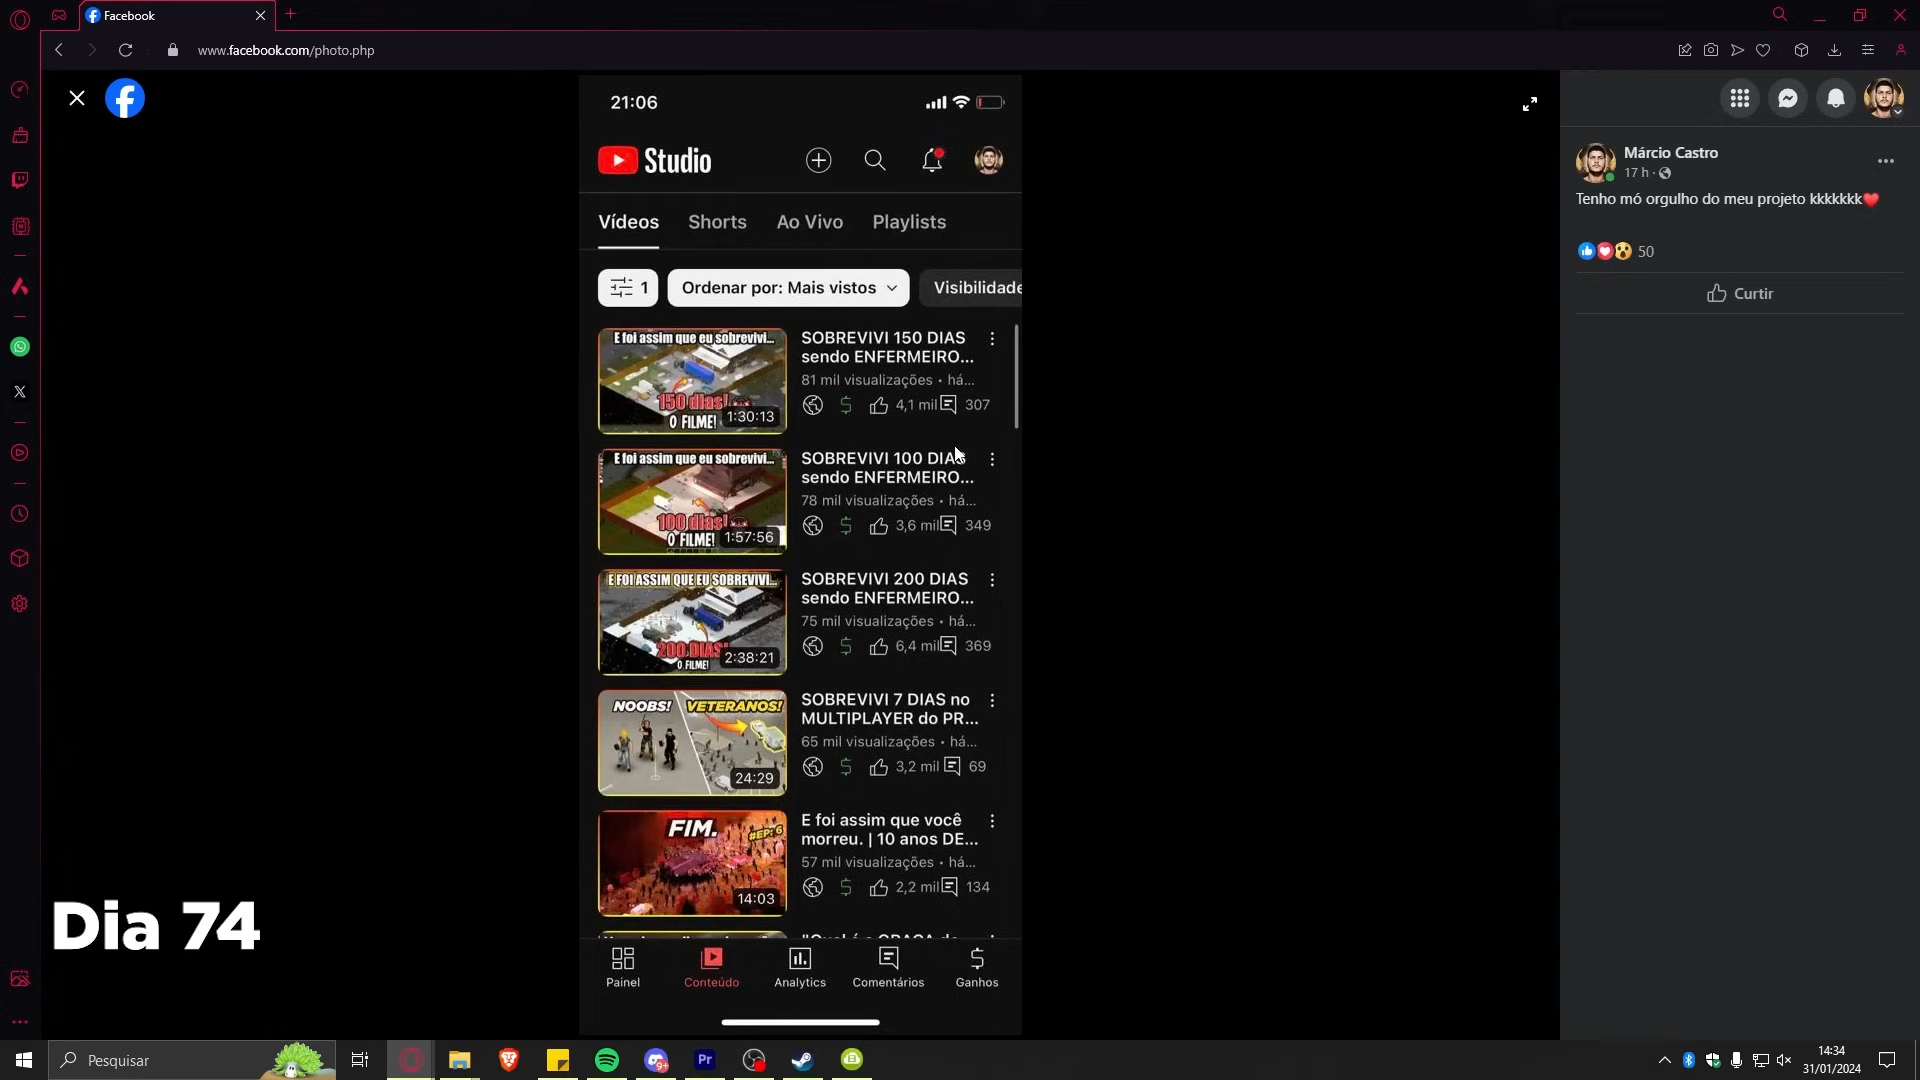 Facebook
www.facebook.com/photo.php
21:06
Studio
Vídeos Shorts Ao Vivo Playlists
1 Ordenar por: Mais vistos Visibilidade
E foi assim que eu sobrevivi...
150 dias!
O FILME!
1:30:13
SOBREVIVI 150 DIAS
sendo ENFERMEIRO...
81 mil visualizações • há...
4,1 mil 307
E foi assim que eu sobrevivi...
100 dias!
O FILME!
1:57:56
SOBREVIVI 100 DIAS
sendo ENFERMEIRO...
78 mil visualizações • há...
3,6 mil 349
E FOI ASSIM QUE EU SOBREVIVI...
200 DIAS
O FILME!
2:38:21
SOBREVIVI 200 DIAS
sendo ENFERMEIRO...
75 mil visualizações • há...
6,4 mil 369
NOOBS! VETERANOS!
24:29
SOBREVIVI 7 DIAS no
MULTIPLAYER do PR...
65 mil visualizações • há...
3,2 mil 69
FIM.
#EP: 6
14:03
E foi assim que você
morreu. | 10 anos DE...
57 mil visualizações • há...
2,2 mil 134
Painel Conteúdo Analytics Comentários Ganhos
Márcio Castro
17 h ·
Tenho mó orgulho do meu projeto kkkkkkk❤️
50
Curtir
Dia 74
Pesquisar
9+
Pr
14:34
31/01/2024